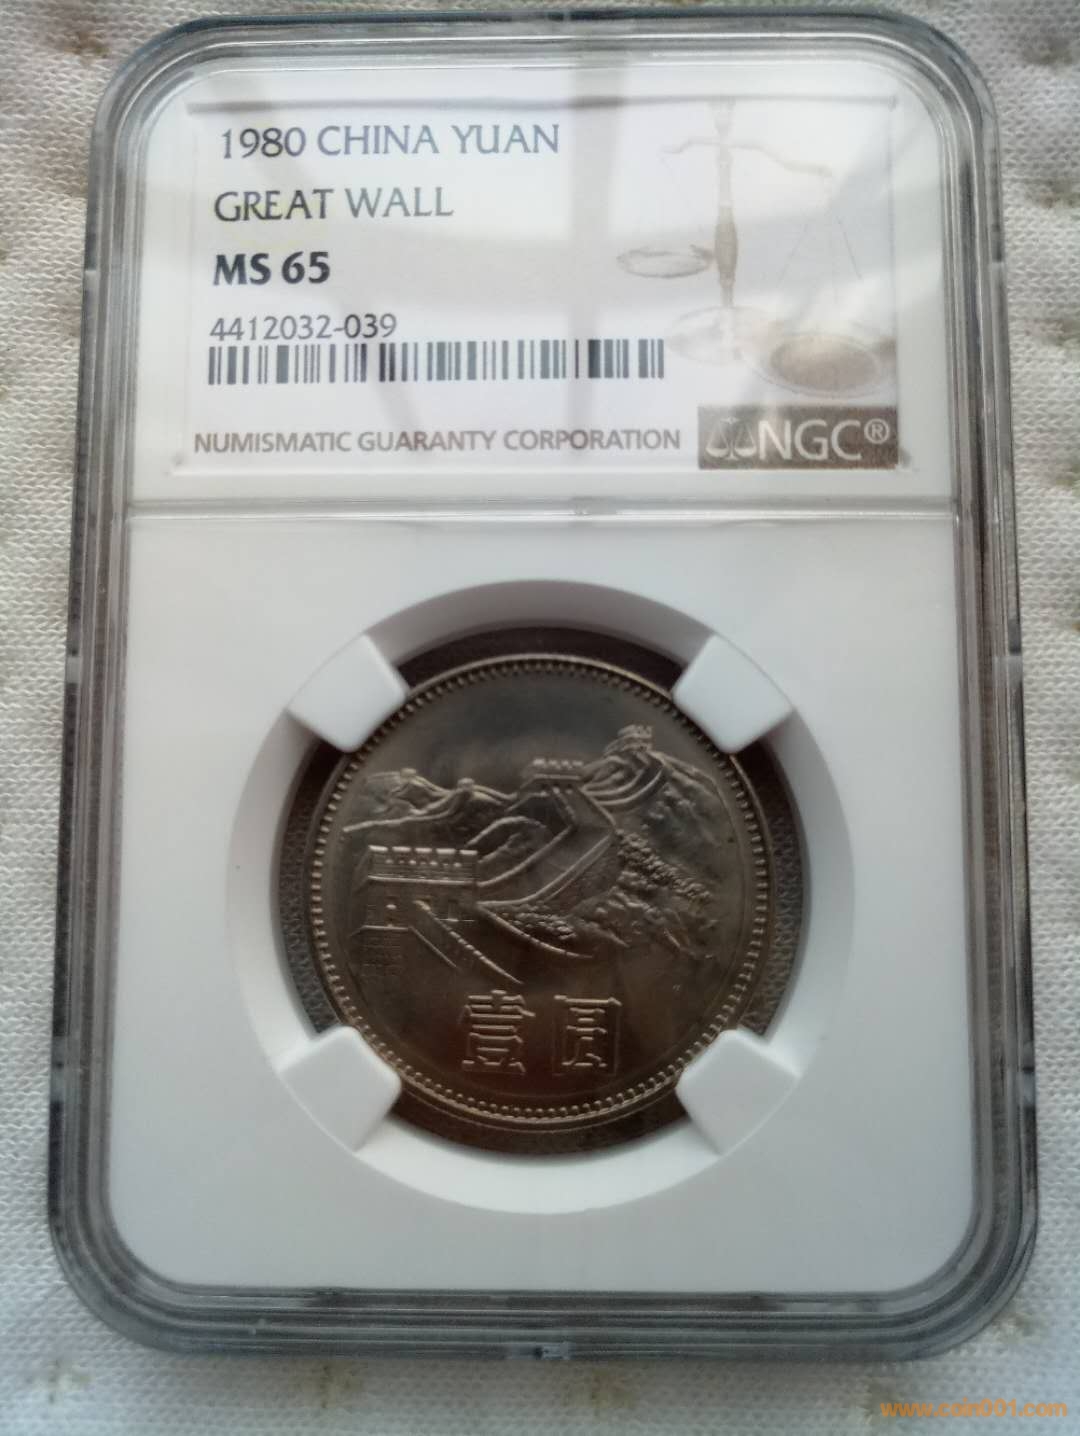 1980 CHINA YUAN
GREAT WALL
MS 65
4412032-039
NUMISMATIC GUARANTY CORPORATION
NGC®
壹圆
www.coin001.com